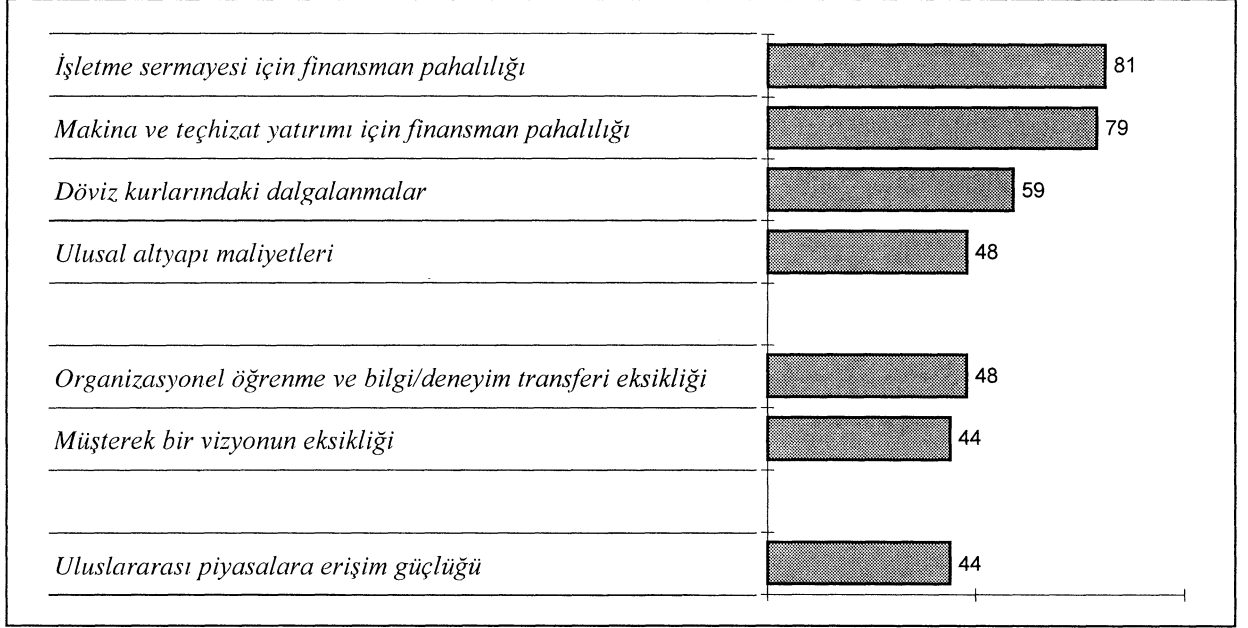 İşletme sermayesi için finansman pahalılığı 81
Makina ve teçhizat yatırımı için finansman pahalılığı 79
Döviz kurlarındaki dalgalanmalar 59
Ulusal altyapı maliyetleri 48
Organizasyonel öğrenme ve bilgi/deneyim transferi eksikliği 48
Müşterek bir vizyonun eksikliği 44
Uluslararası piyasalara erişim güçlüğü 44